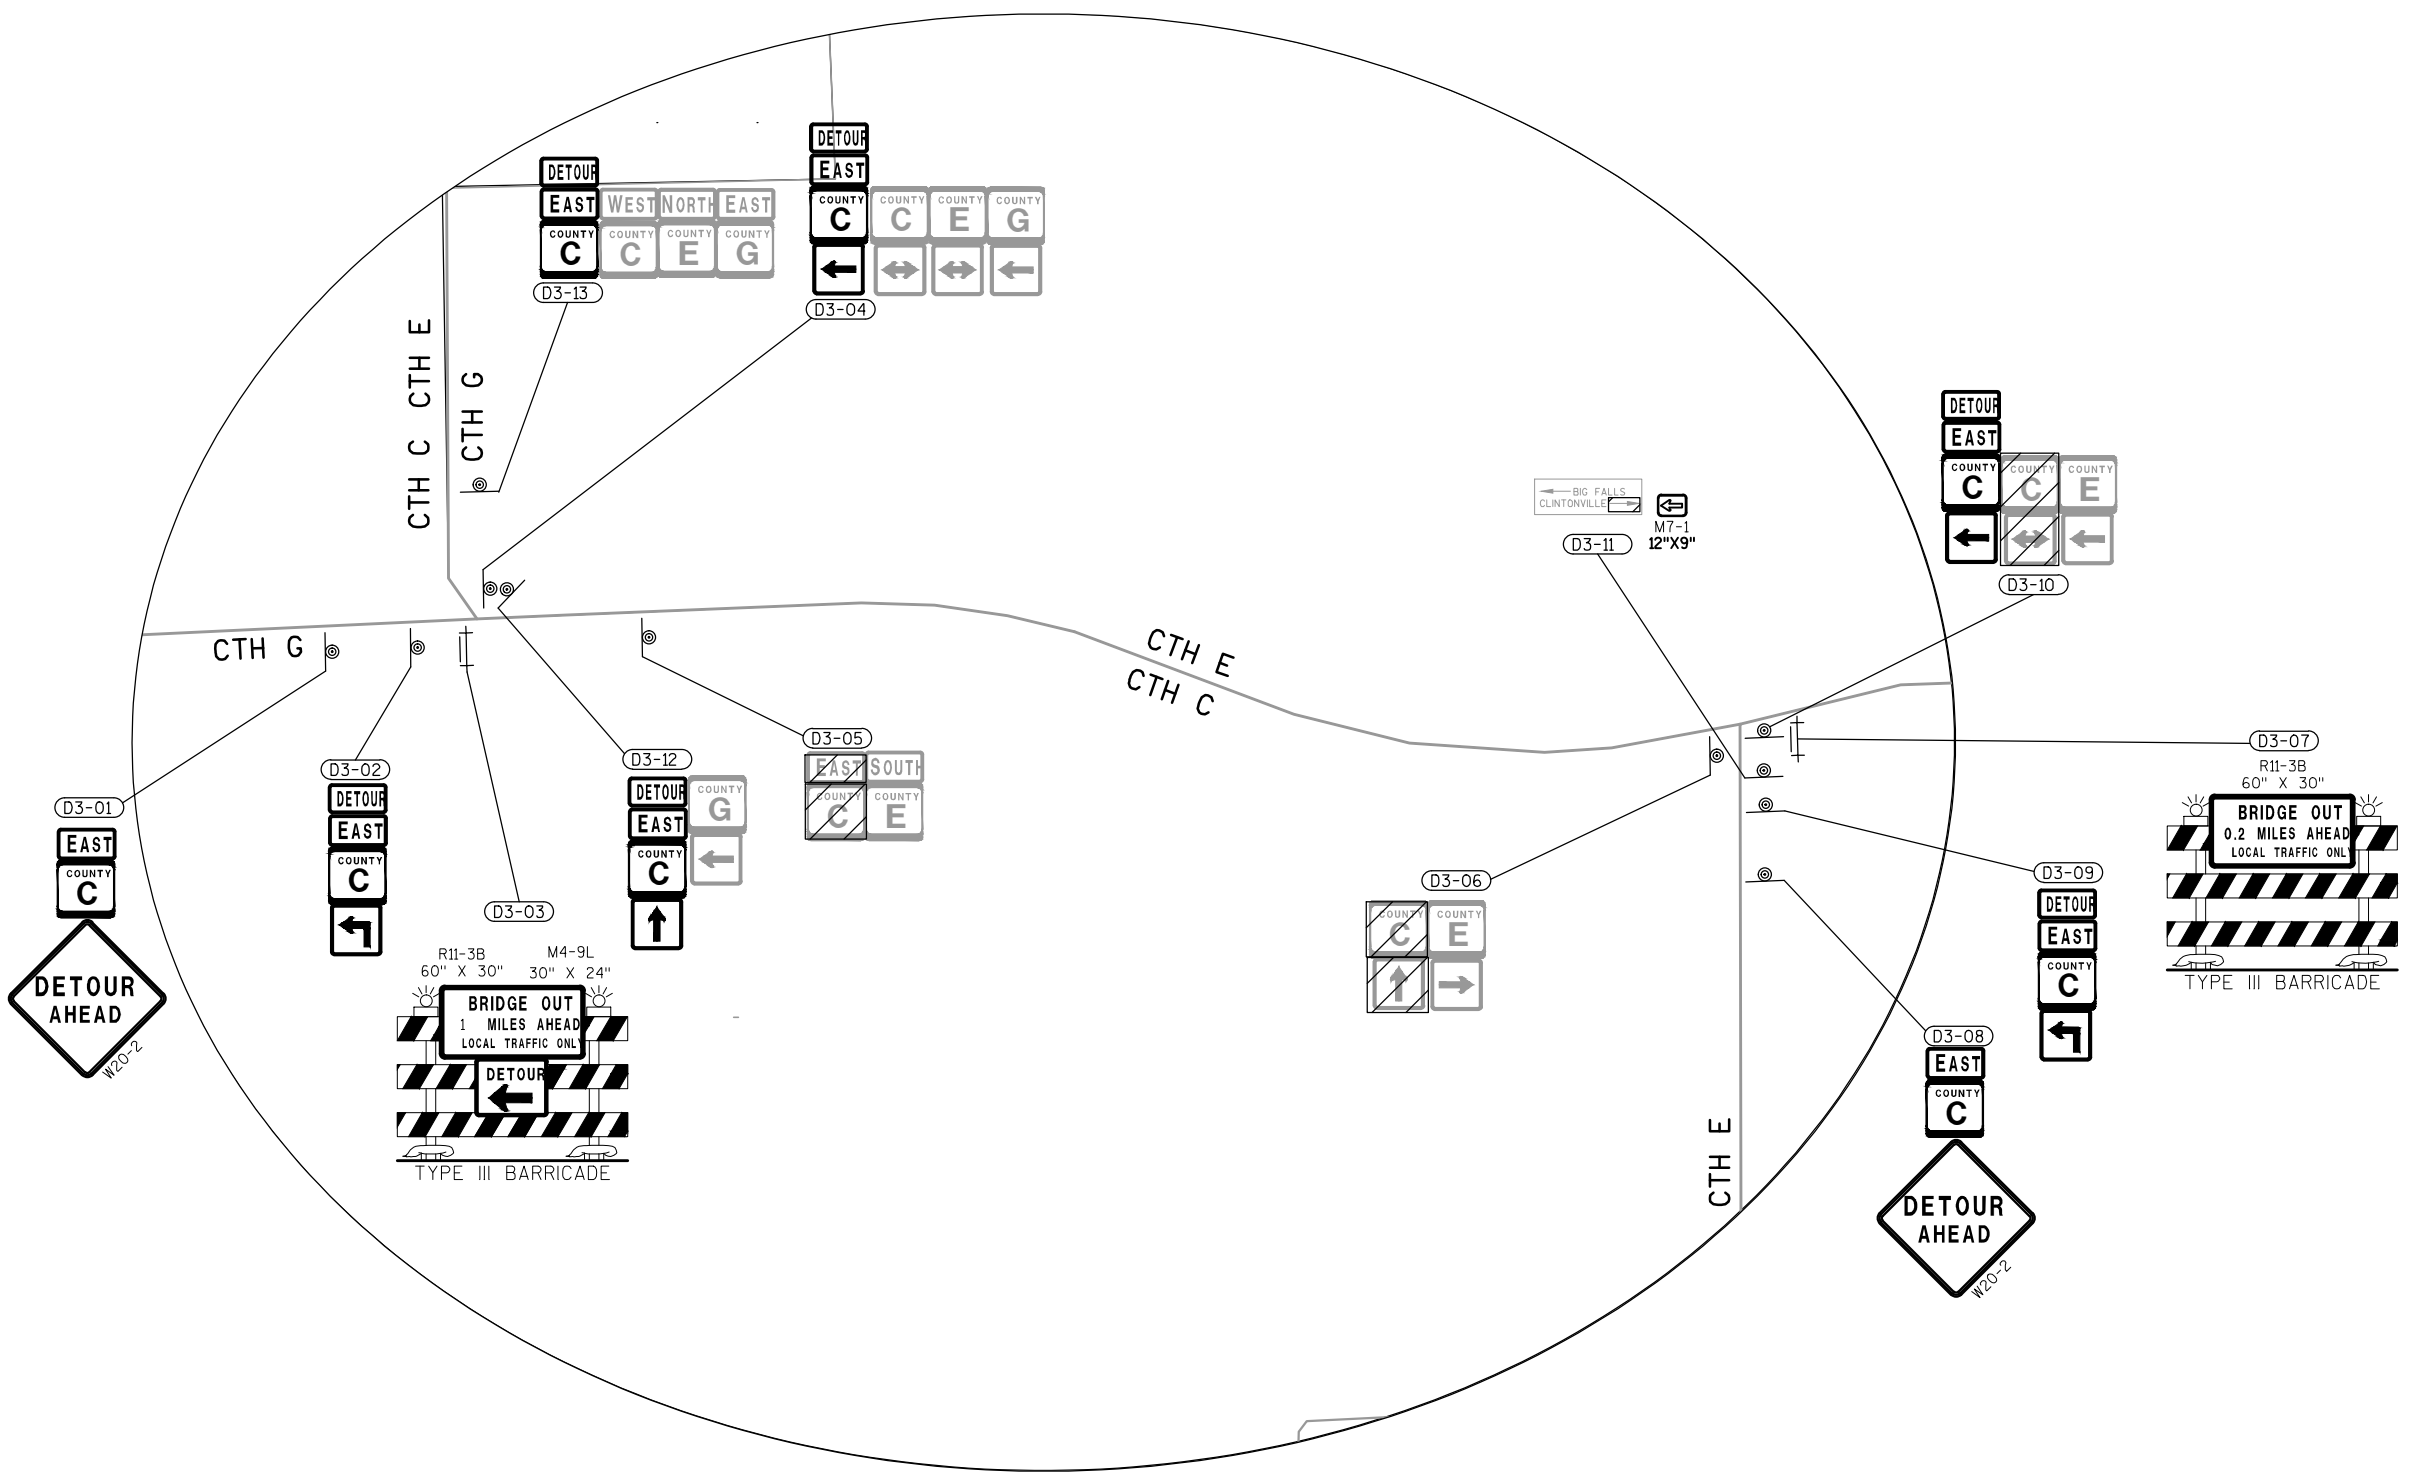 DETOUR
EAST
COUNTY
C
COUNTY
C
COUNTY
E
COUNTY
G
D3-04
DETOUR
EAST WEST NORTH EAST
COUNTY
C
COUNTY
C
COUNTY
E
COUNTY
G
D3-13
CTH C CTH E
CTH G
DETOUR
EAST
COUNTY
C
COUNTY
C
COUNTY
E
D3-10
BIG FALLS
CLINTONVILLE
M7-1
12"X9"
D3-11
CTH G
CTH E
CTH C
D3-01
EAST
COUNTY
C
DETOUR
AHEAD
W20-2
D3-02
DETOUR
EAST
COUNTY
C
D3-12
DETOUR
EAST
COUNTY
C
COUNTY
G
D3-05
EAST SOUTH
COUNTY
C
COUNTY
E
D3-03
R11-3B
60" X 30"
M4-9L
30" X 24"
BRIDGE OUT
1 MILES AHEAD
LOCAL TRAFFIC ONLY
DETOUR
TYPE III BARRICADE
D3-06
COUNTY
C
COUNTY
E
D3-07
R11-3B
60" X 30"
BRIDGE OUT
0.2 MILES AHEAD
LOCAL TRAFFIC ONLY
TYPE III BARRICADE
D3-09
DETOUR
EAST
COUNTY
C
D3-08
EAST
COUNTY
C
DETOUR
AHEAD
W20-2
CTH E